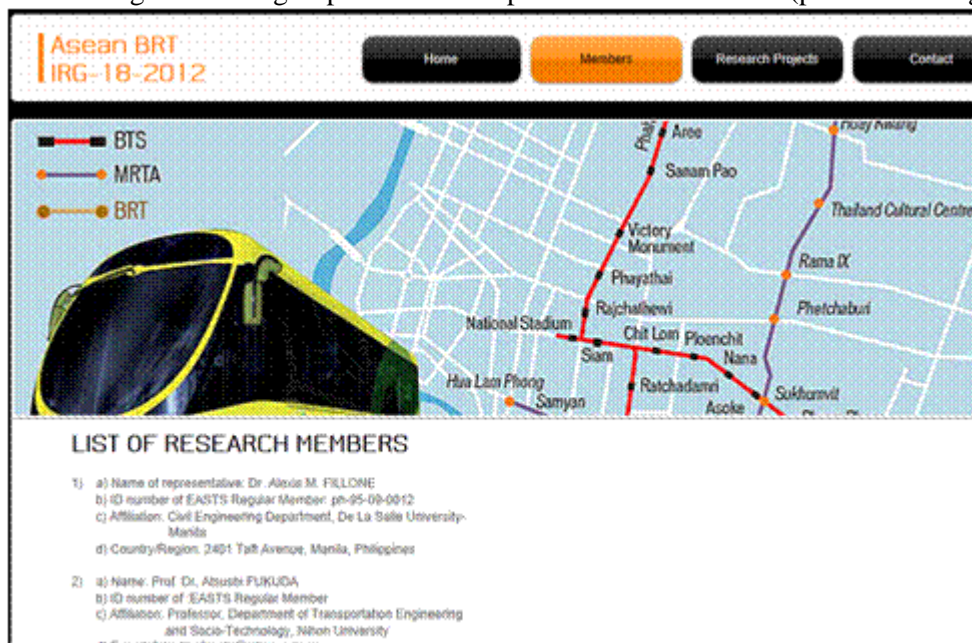 Asean BRT
IRG-18-2012
Home
Members
Research Projects
Contact
BTS
MRTA
BRT
Aree
Sanam Pao
Victory
Monument
Phayathai
Rajchathewi
National Stadium
Siam
Chit Lom
Ploenchit
Nana
Ratchadamri
Asoke
Sukhumvit
Hua Lam Phong
Samyan
Huay Kwang
Thailand Cultural Centre
Rama IX
Phetchaburi
LIST OF RESEARCH MEMBERS
1) a) Name of representative: Dr. Alexis M. FILLONE
b) ID number of EASTS Regular Member: ph-95-09-0012
c) Affiliation: Civil Engineering Department, De La Salle University-
Manila
d) Country/Region: 2401 Taft Avenue, Manila, Philippines
2) a) Name: Prof. Dr. Atsushi FUKUDA
b) ID number of EASTS Regular Member
c) Affiliation: Professor, Department of Transportation Engineering
and Socio-Technology, Nihon University